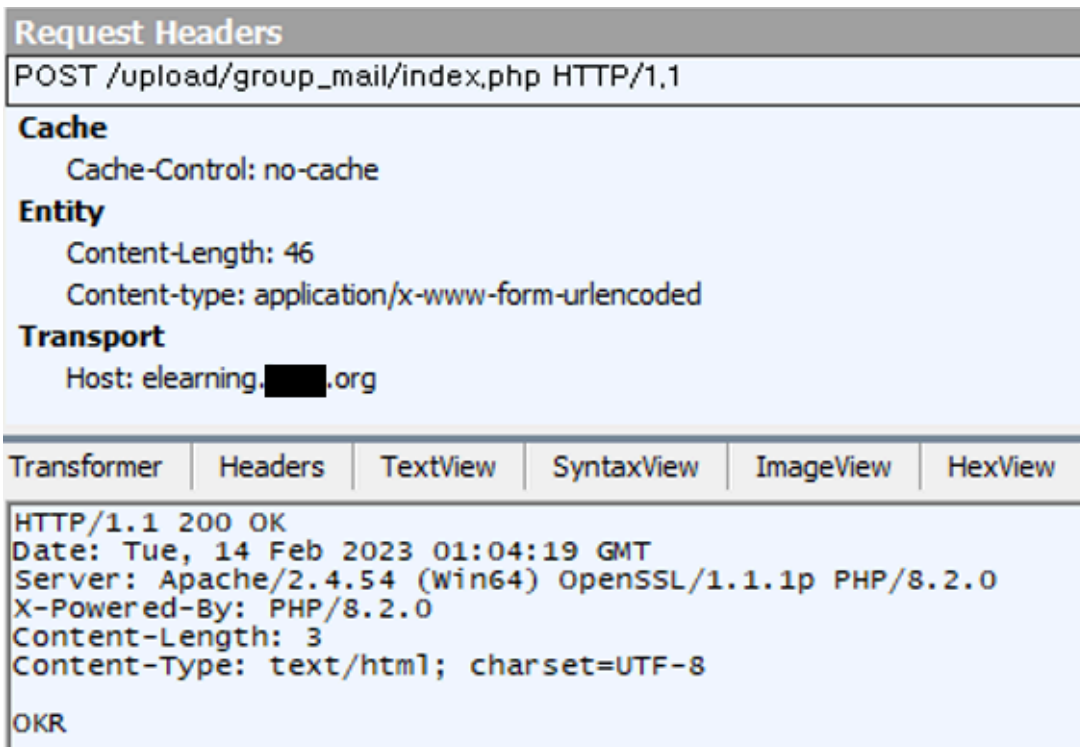 Request Headers
POST /upload/group_mail/index.php HTTP/1.1
Cache
Cache-Control: no-cache
Entity
Content-Length: 46
Content-type: application/x-www-form-urlencoded
Transport
Host: elearning. .org
Transformer Headers TextView SyntaxView ImageView HexView
HTTP/1.1 200 OK
Date: Tue, 14 Feb 2023 01:04:19 GMT
Server: Apache/2.4.54 (Win64) OpenSSL/1.1.1p PHP/8.2.0
X-Powered-By: PHP/8.2.0
Content-Length: 3
Content-Type: text/html; charset=UTF-8
OKR